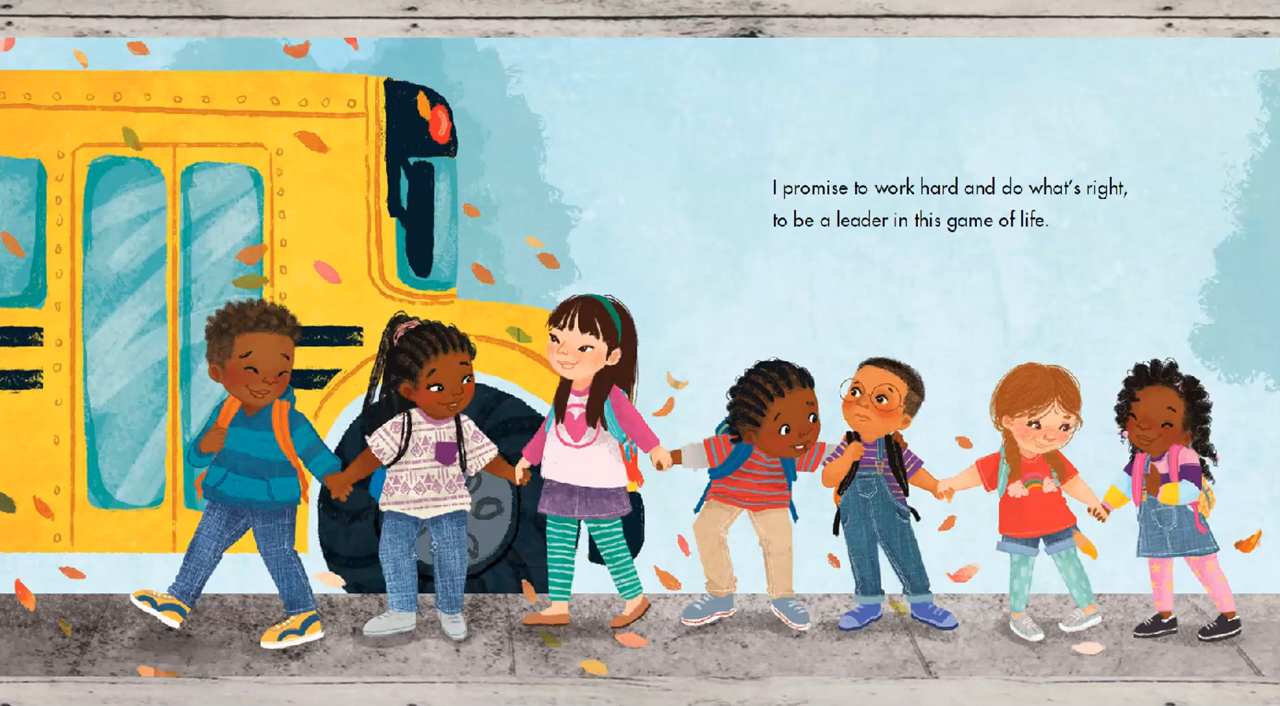 I promise to work hard and do what's right,
to be a leader in this game of life.